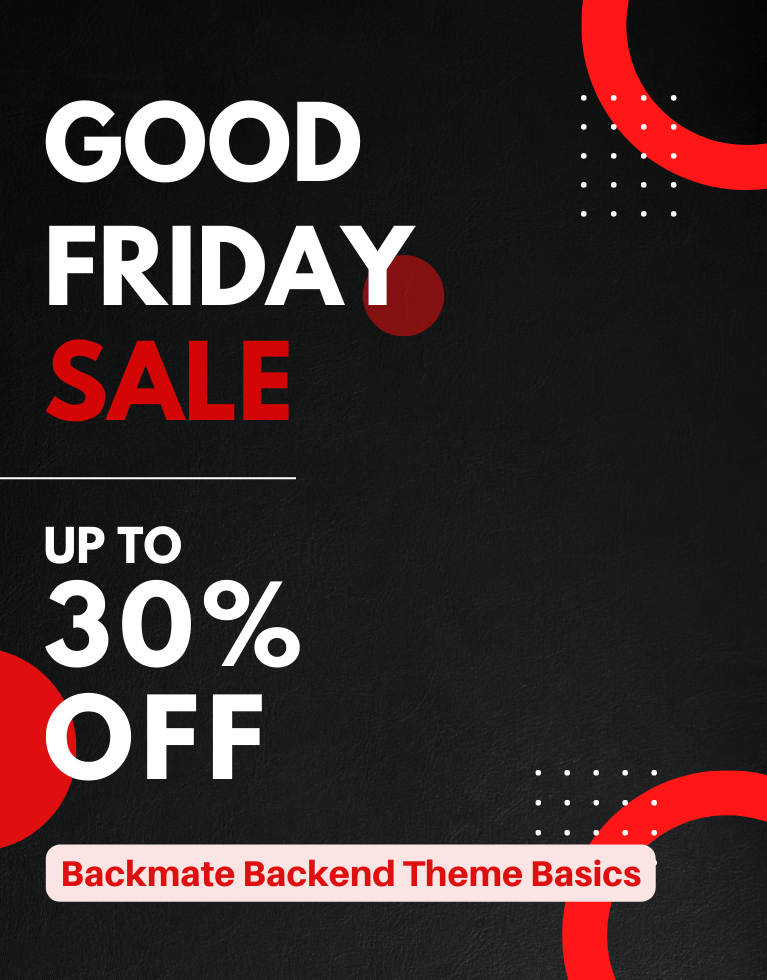 GOOD
FRIDAY
SALE
UP TO
30%
OFF
Backmate Backend Theme Basics